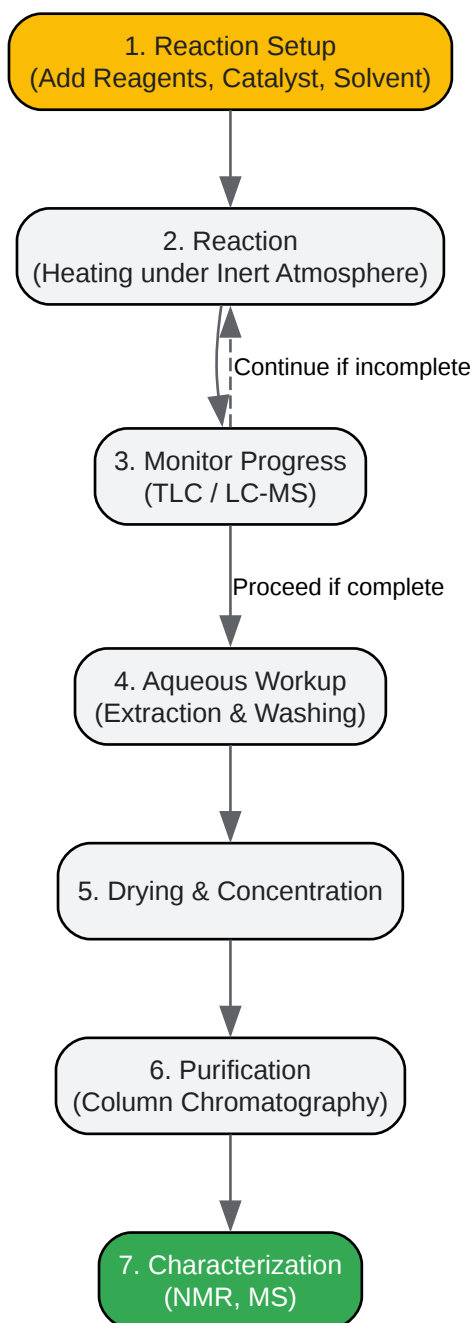 1. Reaction Setup
(Add Reagents, Catalyst, Solvent)
2. Reaction
(Heating under Inert Atmosphere)
Continue if incomplete
3. Monitor Progress
(TLC / LC-MS)
Proceed if complete
4. Aqueous Workup
(Extraction & Washing)
5. Drying & Concentration
6. Purification
(Column Chromatography)
7. Characterization
(NMR, MS)